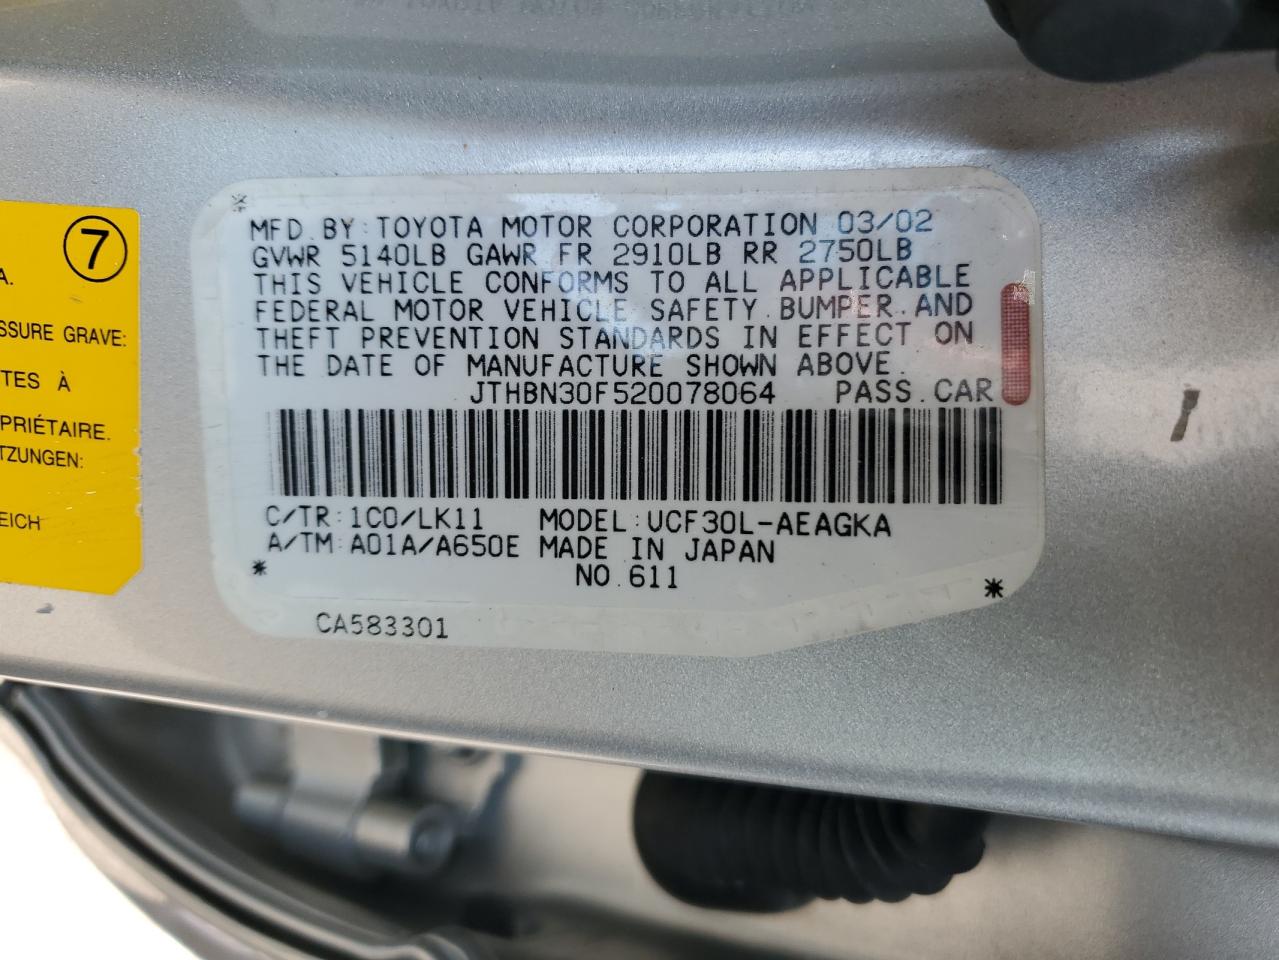 7
A.
SSURE GRAVE:
TES À
PRIÉTAIRE.
TZUNGEN:
EICH
* MFD.BY:TOYOTA MOTOR CORPORATION 03/02
GVWR 5140LB GAWR FR 2910LB RR 2750LB
THIS VEHICLE CONFORMS TO ALL APPLICABLE
FEDERAL MOTOR VEHICLE SAFETY.BUMPER.AND
THEFT PREVENTION STANDARDS IN EFFECT ON
THE DATE OF MANUFACTURE SHOWN ABOVE.
JTHBN30F520078064 PASS.CAR
C/TR:1C0/LK11 MODEL:UCF30L-AEAGKA
A/TM:A01A/A650E MADE IN JAPAN
* NO.611 *
CA583301